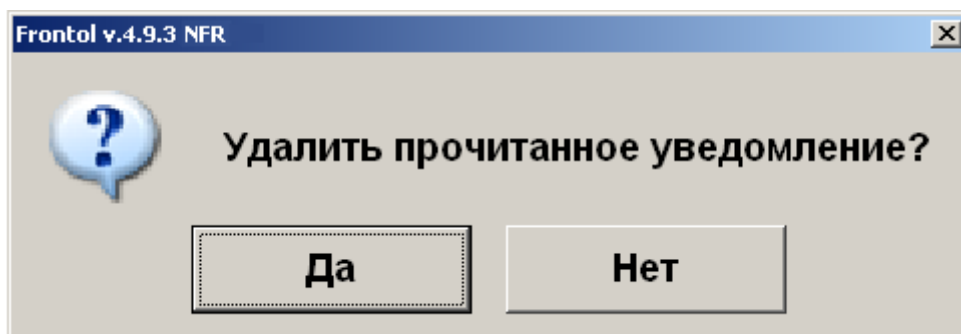 Frontol v.4.9.3 NFR
Удалить прочитанное уведомление?
Да
Нет